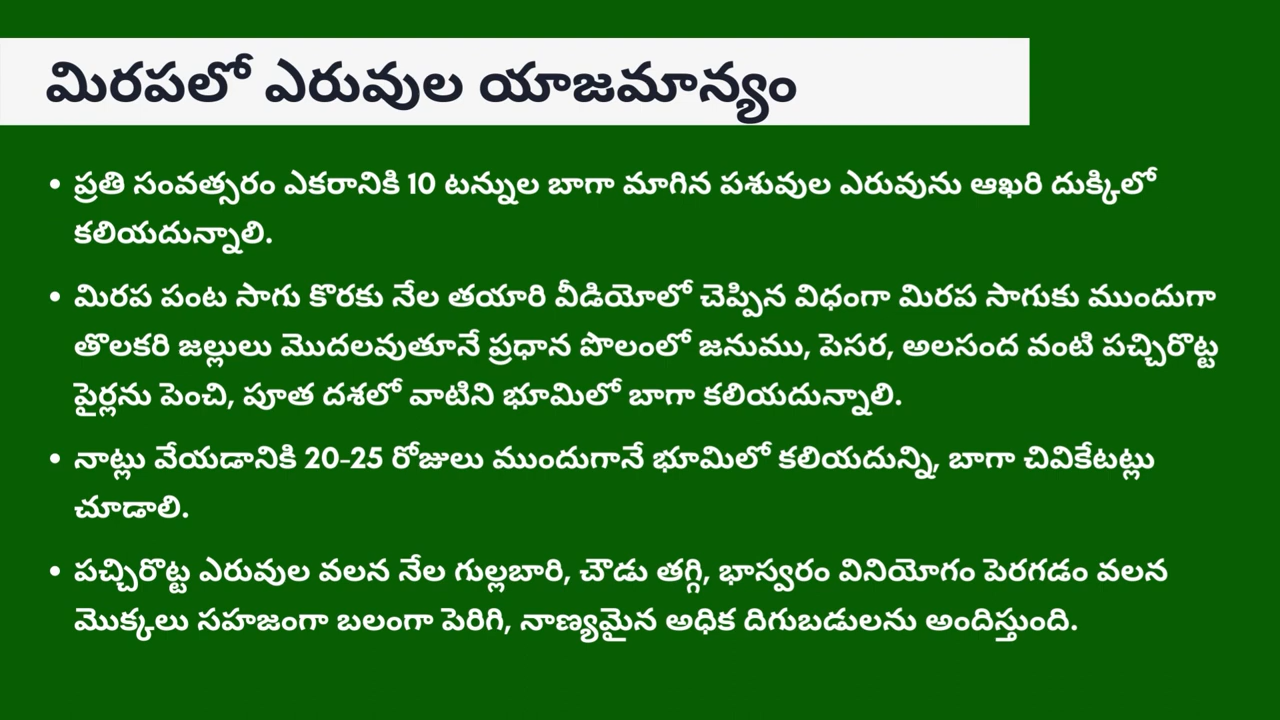 మిరపలో ఎరువుల యాజమాన్యం
• ప్రతి సంవత్సరం ఎకరానికి 10 టన్నుల బాగా మాగిన పశువుల ఎరువును ఆఖరి దుక్కిలో
కలియదున్నాలి.
• మిరప పంట సాగు కొరకు నేల తయారి వీడియోలో చెప్పిన విధంగా మిరప సాగుకు ముందుగా
తొలకరి జల్లులు మొదలవుతూనే ప్రధాన పొలంలో జనుము, పెసర, అలసంద వంటి పచ్చిరొట్ట
పైర్లను పెంచి, పూత దశలో వాటిని భూమిలో బాగా కలియదున్నాలి.
• నాట్లు వేయడానికి 20-25 రోజులు ముందుగానే భూమిలో కలియదున్ని, బాగా చివికేటట్లు
చూడాలి.
• పచ్చిరొట్ట ఎరువుల వలన నేల గుల్లబారి, చౌడు తగ్గి, భాస్వరం వినియోగం పెరగడం వలన
మొక్కలు సహజంగా బలంగా పెరిగి, నాణ్యమైన అధిక దిగుబడులను అందిస్తుంది.